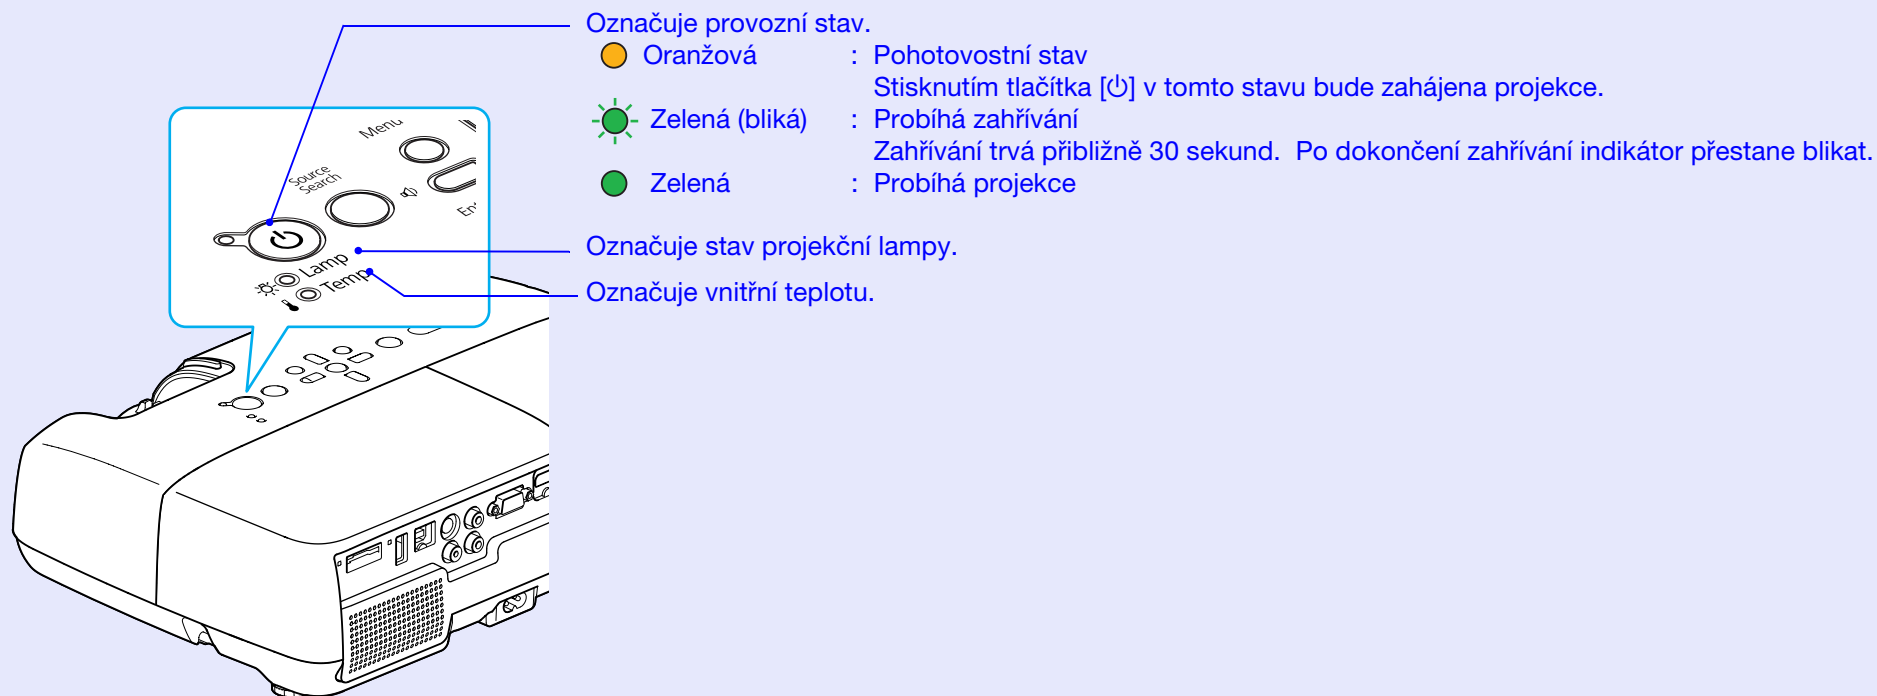 Označuje provozní stav.
Oranžová : Pohotovostní stav
Stisknutím tlačítka [⏻] v tomto stavu bude zahájena projekce.
Zelená (bliká) : Probíhá zahřívání
Zahřívání trvá přibližně 30 sekund. Po dokončení zahřívání indikátor přestane blikat.
Zelená : Probíhá projekce
Označuje stav projekční lampy.
Označuje vnitřní teplotu.
Menu
Source
Search
Lamp
Temp